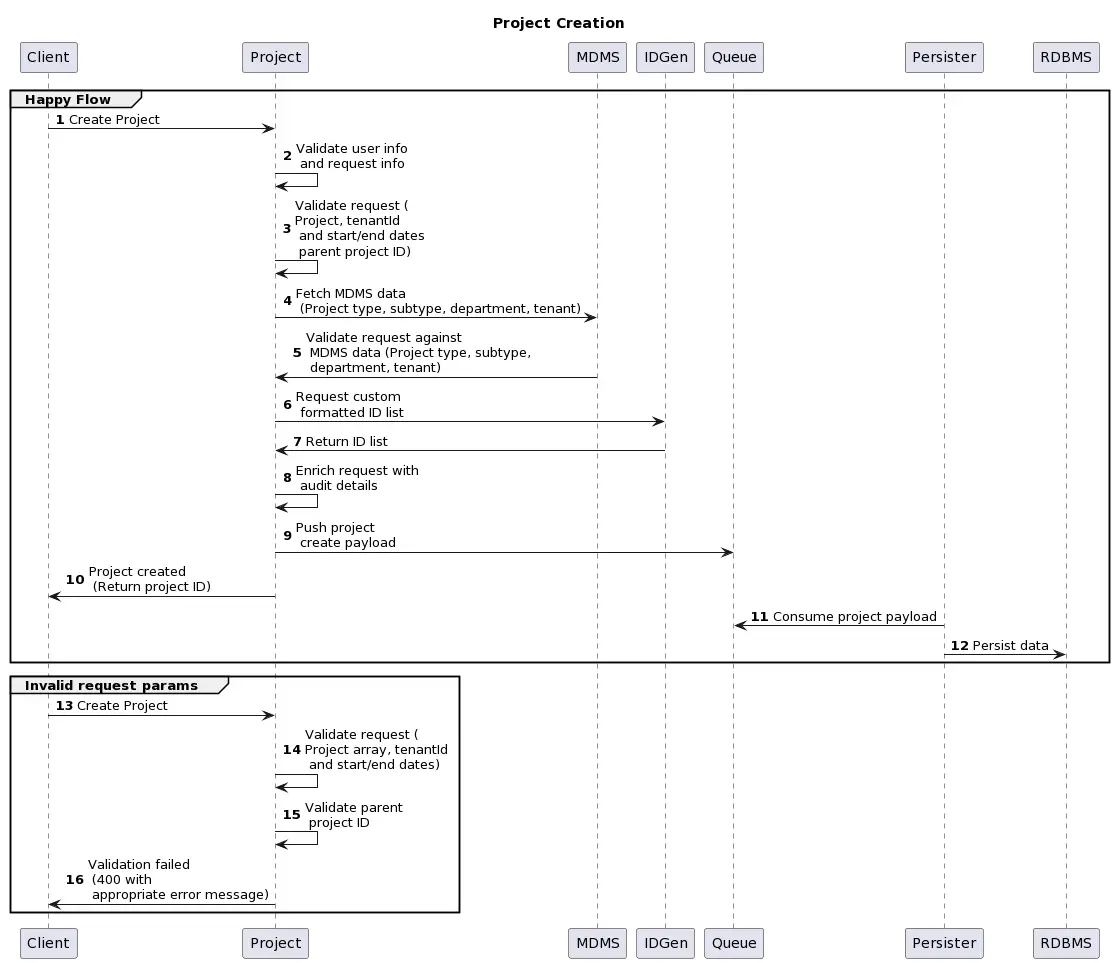 Project Creation
Client Project MDMS IDGen Queue Persister RDBMS
Happy Flow
1 Create Project
Validate user info
2 and request info
Validate request (
Project, tenantId
3 and start/end dates
parent project ID)
Fetch MDMS data
4 (Project type, subtype, department, tenant)
Validate request against
5 MDMS data (Project type, subtype,
department, tenant)
Request custom
6 formatted ID list
7 Return ID list
Enrich request with
8 audit details
Push project
9 create payload
Project created
10 (Return project ID)
11 Consume project payload
12 Persist data
Invalid request params
13 Create Project
Validate request (
14 Project array, tenantId
and start/end dates)
Validate parent
15 project ID
Validation failed
16 (400 with
appropriate error message)
Client Project MDMS IDGen Queue Persister RDBMS